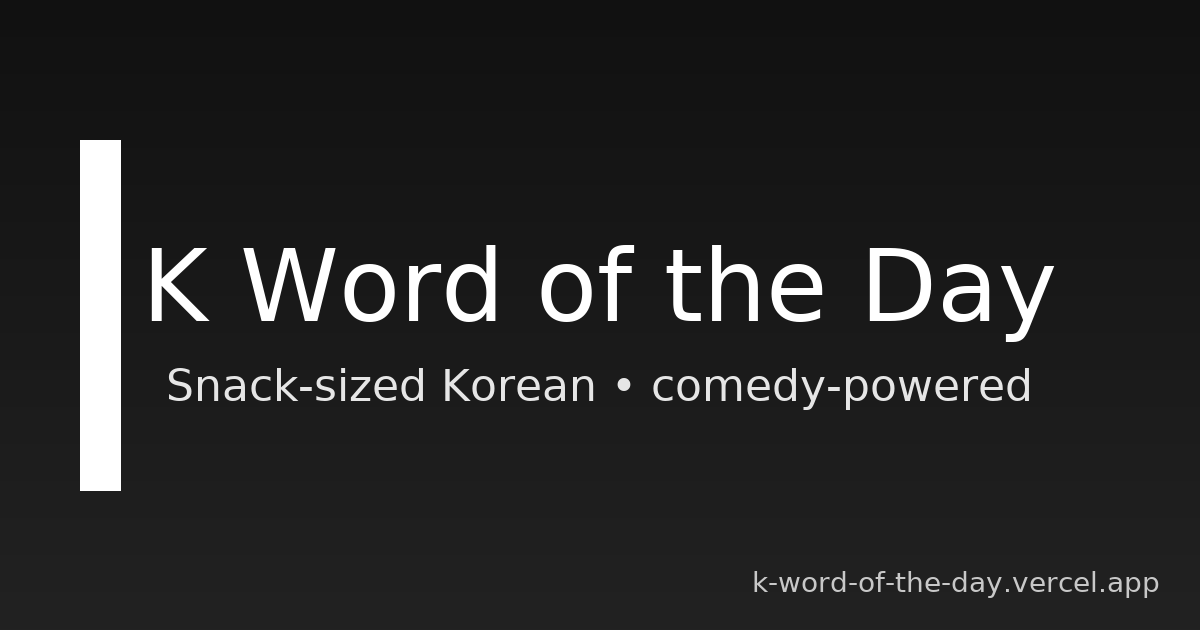 K Word of the Day
Snack-sized Korean • comedy-powered
k-word-of-the-day.vercel.app